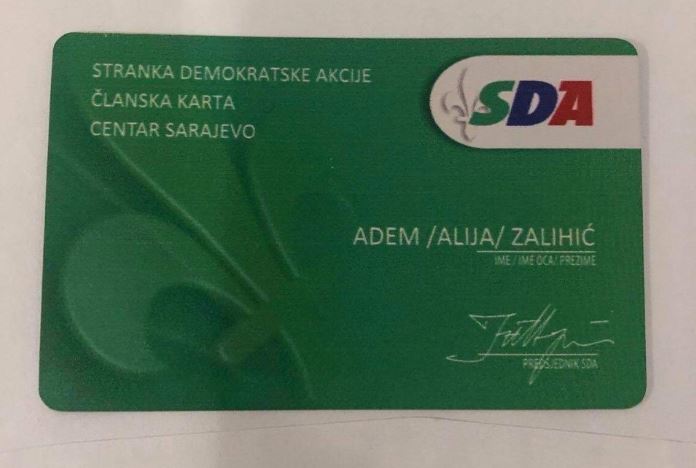 STRANKA DEMOKRATSKE AKCIJE
ČLANSKA KARTA
CENTAR SARAJEVO
SDA
ADEM /ALIJA/ ZALIHIĆ
IME / IME OCA/ PREZIME
PREDSJEDNIK SDA